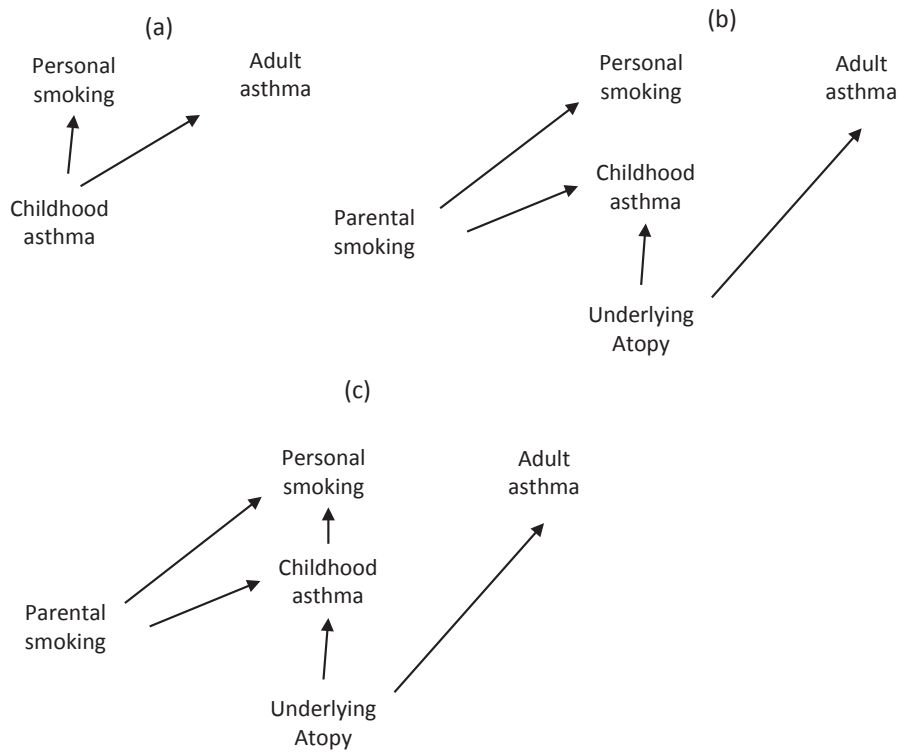 (a)
Personal
smoking
Adult
asthma
Childhood
asthma
(b)
Personal
smoking
Adult
asthma
Childhood
asthma
Parental
smoking
Underlying
Atopy
(c)
Personal
smoking
Adult
asthma
Childhood
asthma
Parental
smoking
Underlying
Atopy